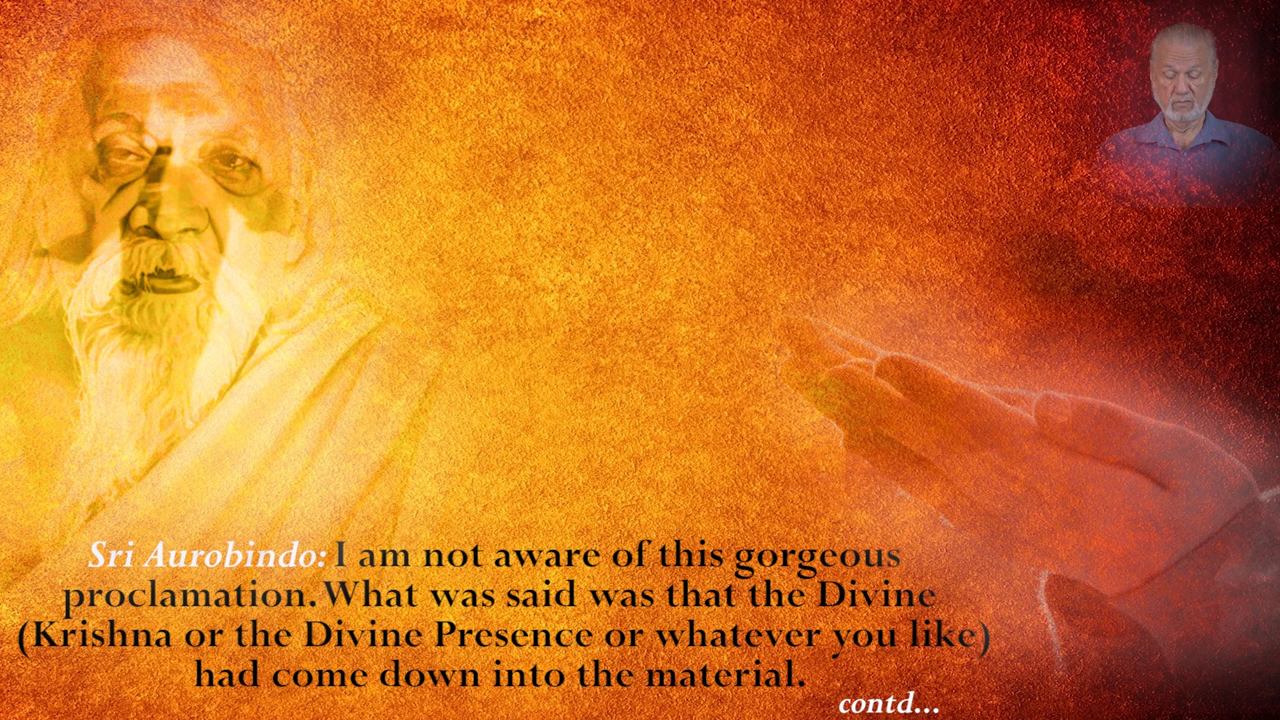 Sri Aurobindo: I am not aware of this gorgeous
proclamation. What was said was that the Divine
(Krishna or the Divine Presence or whatever you like)
had come down into the material.
contd...